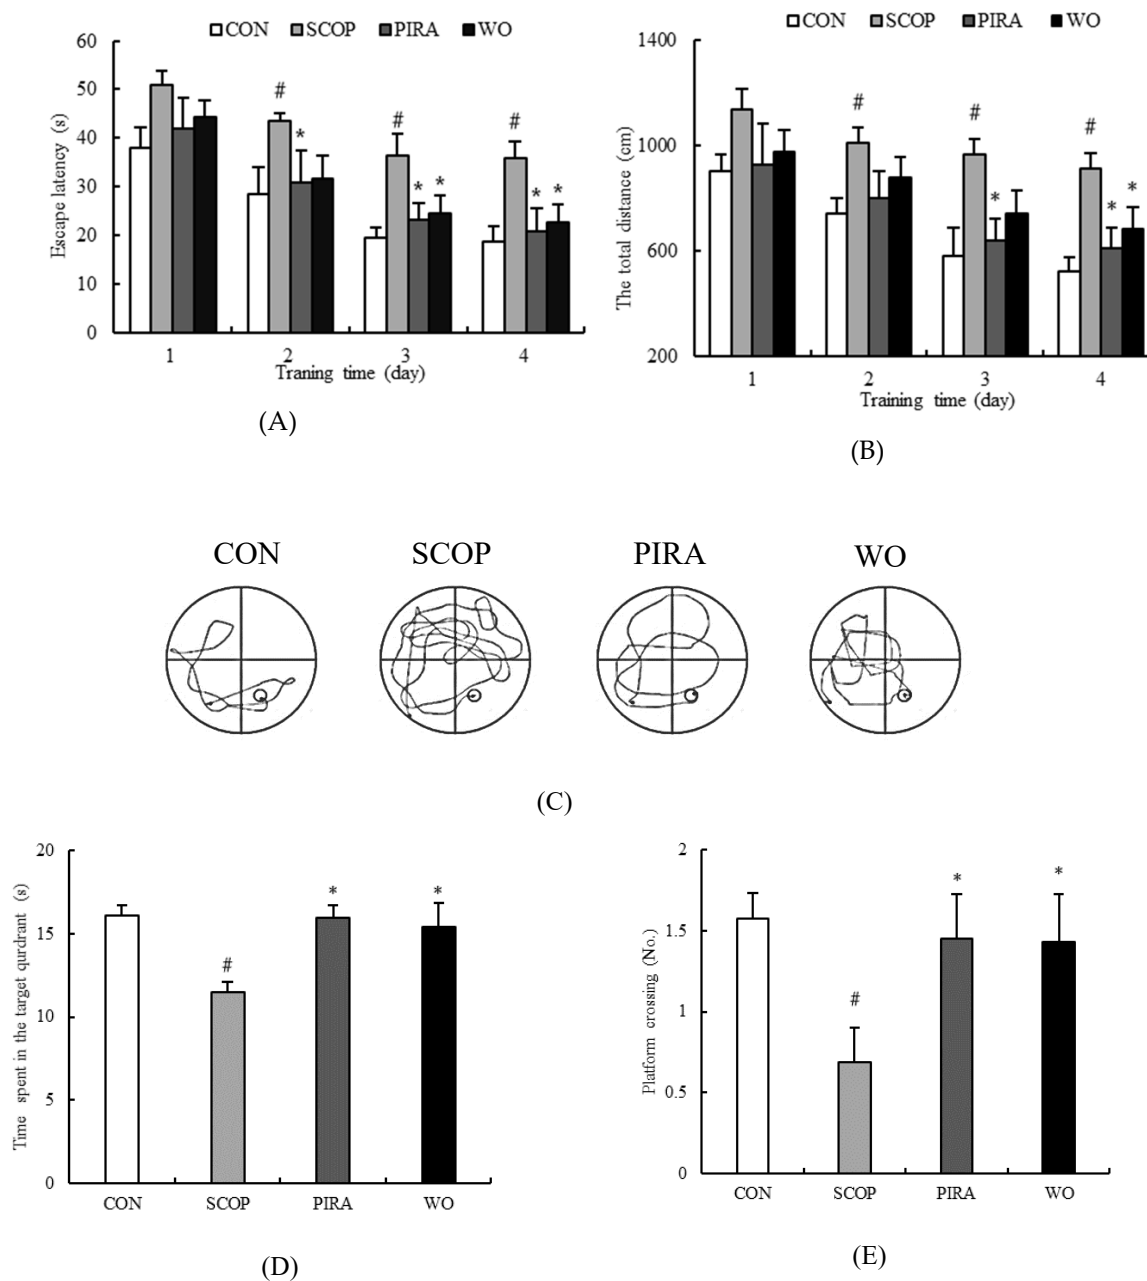 CON SCOP PIRA WO
60
50
40
30
20
10
0
Escape latency (s)
#
*
#
* *
#
* *
1 2 3 4
Traning time (day)
(A)
CON SCOP PIRA WO
1400
1000
600
200
The total distance (cm)
#
#
*
#
* *
1 2 3 4
Training time (day)
(B)
CON SCOP PIRA WO
(C)
20
15
10
5
0
Time spent in the target qurdrant (s)
#
* *
CON SCOP PIRA WO
(D)
2
1.5
1
0.5
0
Platform crossing (No.)
#
* *
CON SCOP PIRA WO
(E)